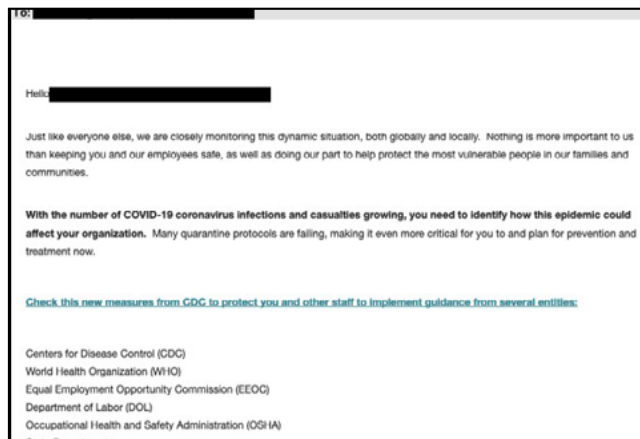 To:
Hello
Just like everyone else, we are closely monitoring this dynamic situation, both globally and locally. Nothing is more important to us
than keeping you and our employees safe, as well as doing our part to help protect the most vulnerable people in our families and
communities.
With the number of COVID-19 coronavirus infections and casualties growing, you need to identify how this epidemic could
affect your organization. Many quarantine protocols are failing, making it even more critical for you to and plan for prevention and
treatment now.
Check this new measures from CDC to protect you and other staff to implement guidance from several entities:
Centers for Disease Control (CDC)
World Health Organization (WHO)
Equal Employment Opportunity Commission (EEOC)
Department of Labor (DOL)
Occupational Health and Safety Administration (OSHA)